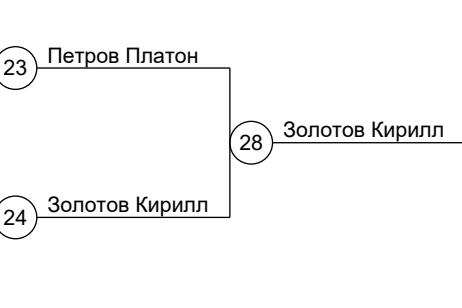 23 Петров Платон
28 Золотов Кирилл
24 Золотов Кирилл